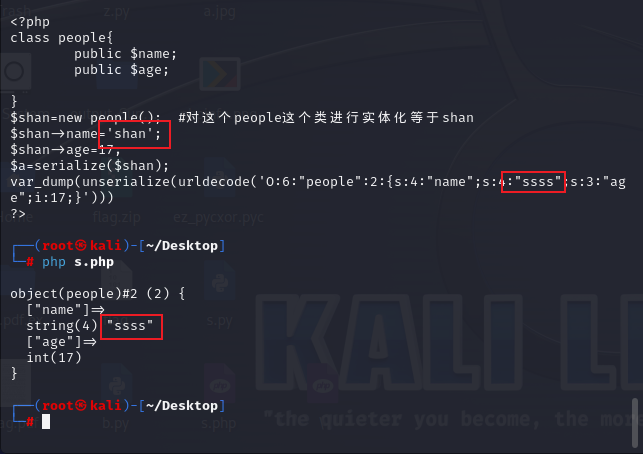 rash
z.py
a.jpg
<?php
class people{
        public $name;
        public $age;

}
$shan=new people();  #对这个people这个类进行实体化等于shan
$shan→name='shan';
$shan→age=17;
$a=serialize($shan);
var_dump(unserialize(urldecode('O:6:"people":2:{s:4:"name";s:4:"ssss";s:3:"ag
e";i:17;}')))
?>
flag.zip
ez_pycxor.pyc
┌──(root㉿kali)-[~/Desktop]
└─# php s.php

object(people)#2 (2) {
  ["name"]⇒
  string(4) "ssss"
  ["age"]⇒
  int(17)
}
s.py
KALI LI
b.py
s.php
"the quieter you become, the mor
┌──(root㉿kali)-[~/Desktop]
└─#